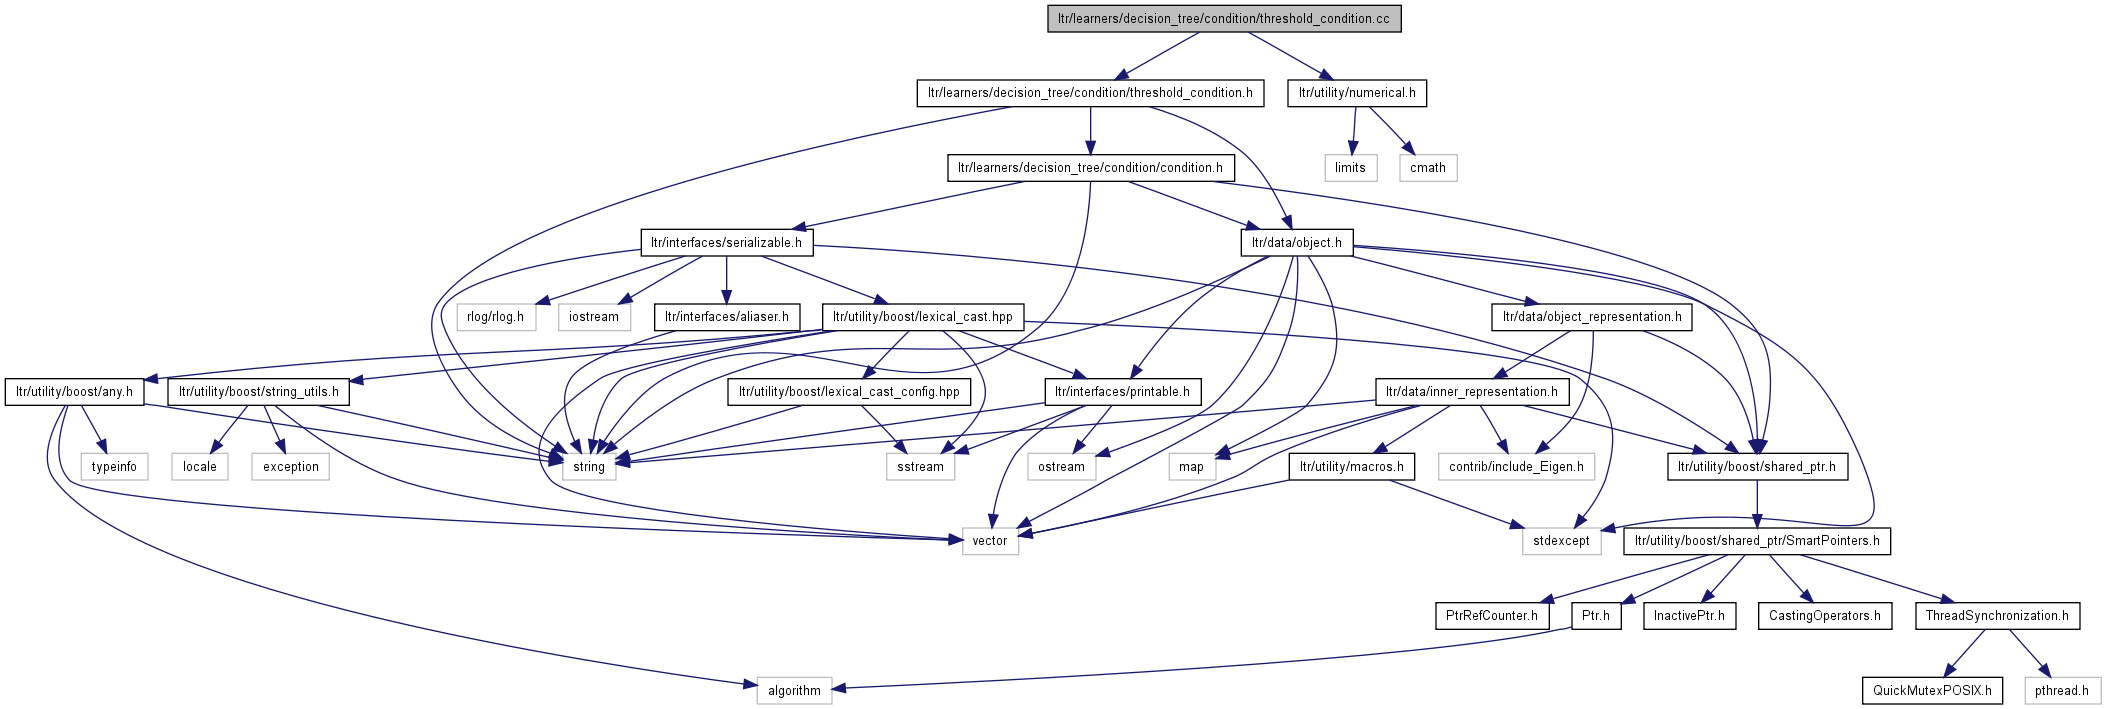 ltr/learners/decision_tree/condition/threshold_condition.cc
ltr/learners/decision_tree/condition/threshold_condition.h
ltr/utility/numerical.h
ltr/learners/decision_tree/condition/condition.h
limits
cmath
ltr/interfaces/serializable.h
ltr/data/object.h
rlog/rlog.h
iostream
ltr/interfaces/aliaser.h
ltr/utility/boost/lexical_cast.hpp
ltr/data/object_representation.h
ltr/utility/boost/any.h
ltr/utility/boost/string_utils.h
ltr/utility/boost/lexical_cast_config.hpp
ltr/interfaces/printable.h
ltr/data/inner_representation.h
typeinfo
locale
exception
string
sstream
ostream
map
ltr/utility/macros.h
contrib/include_Eigen.h
ltr/utility/boost/shared_ptr.h
vector
stdexcept
ltr/utility/boost/shared_ptr/SmartPointers.h
PtrRefCounter.h
Ptr.h
InactivePtr.h
CastingOperators.h
ThreadSynchronization.h
algorithm
QuickMutexPOSIX.h
pthread.h